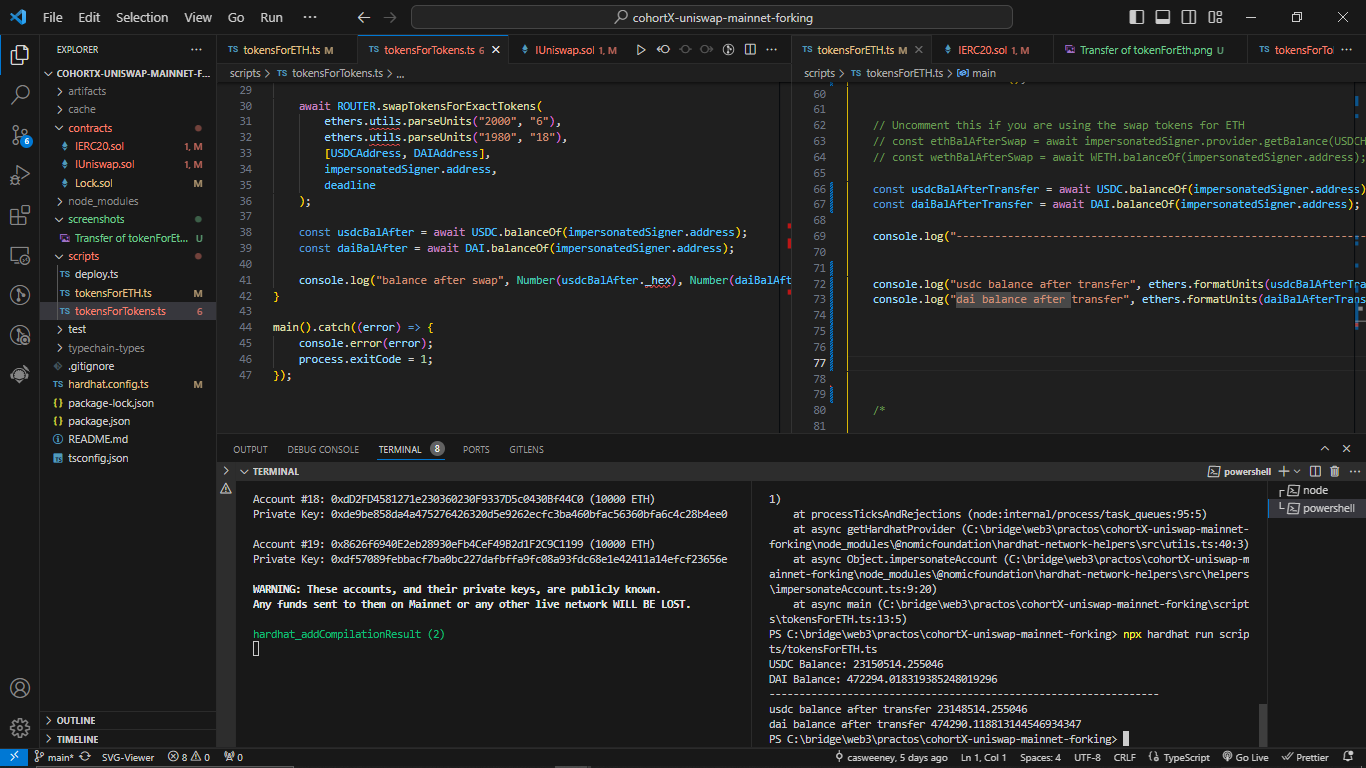 File Edit Selection View Go Run ···
cohortX-uniswap-mainnet-forking
EXPLORER
COHORTX-UNISWAP-MAINNET-F...
artifacts
cache
contracts
IERC20.sol 1, M
IUniswap.sol 1, M
Lock.sol M
node_modules
screenshots
Transfer of tokenForEt... U
scripts
deploy.ts
tokensForETH.ts M
tokensForTokens.ts 6
test
typechain-types
.gitignore
hardhat.config.ts M
package-lock.json
package.json
README.md
tsconfig.json
OUTLINE
TIMELINE
6
tokensForETH.ts M
tokensForTokens.ts 6
IUniswap.sol 1, M
scripts > tokensForTokens.ts > ...
29
30 await ROUTER.swapTokensForExactTokens(
31 ethers.utils.parseUnits("2000", "6"),
32 ethers.utils.parseUnits("1980", "18"),
33 [USDCAddress, DAIAddress],
34 impersonatedSigner.address,
35 deadline
36 );
37
38 const usdcBalAfter = await USDC.balanceOf(impersonatedSigner.address);
39 const daiBalAfter = await DAI.balanceOf(impersonatedSigner.address);
40
41 console.log("balance after swap", Number(usdcBalAfter._hex), Number(daiBalAft
42 }
43
44 main().catch((error) => {
45 console.error(error);
46 process.exitCode = 1;
47 });
tokensForETH.ts M
IERC20.sol 1, M
Transfer of tokenForEth.png U
tokensForTo
scripts > tokensForETH.ts > main
60
61
62 // Uncomment this if you are using the swap tokens for ETH
63 // const ethBalAfterSwap = await impersonatedSigner.provider.getBalance(USDCH
64 // const wethBalAfterSwap = await WETH.balanceOf(impersonatedSigner.address);
65
66 const usdcBalAfterTransfer = await USDC.balanceOf(impersonatedSigner.address)
67 const daiBalAfterTransfer = await DAI.balanceOf(impersonatedSigner.address);
68
69 console.log("----------------------------------------------------------------
70
71
72 console.log("usdc balance after transfer", ethers.formatUnits(usdcBalAfterTra
73 console.log("dai balance after transfer", ethers.formatUnits(daiBalAfterTrans
74
75
76
77
78
79
80 /*
81
OUTPUT DEBUG CONSOLE TERMINAL 8 PORTS GITLENS
TERMINAL
powershell
Account #18: 0xdD2FD4581271e230360230F9337D5c0430Bf44C0 (10000 ETH)
Private Key: 0xde9be858da4a475276426320d5e9262ecfc3ba460bfac56360bfa6c4c28b4ee0
Account #19: 0x8626f6940E2eb28930eFb4CeF49B2d1F2C9C1199 (10000 ETH)
Private Key: 0xdf57089febbacf7ba0bc227dafbffa9fc08a93fdc68e1e42411a14efcf23656e
WARNING: These accounts, and their private keys, are publicly known.
Any funds sent to them on Mainnet or any other live network WILL BE LOST.
hardhat_addCompilationResult (2)
1)
at processTicksAndRejections (node:internal/process/task_queues:95:5)
at async getHardhatProvider (C:\bridge\web3\practos\cohortX-uniswap-mainnet-
forking\node_modules\@nomicfoundation\hardhat-network-helpers\src\utils.ts:40:3)
at async Object.impersonateAccount (C:\bridge\web3\practos\cohortX-uniswap-m
ainnet-forking\node_modules\@nomicfoundation\hardhat-network-helpers\src\helpers
\impersonateAccount.ts:9:20)
at async main (C:\bridge\web3\practos\cohortX-uniswap-mainnet-forking\script
s\tokensForETH.ts:13:5)
PS C:\bridge\web3\practos\cohortX-uniswap-mainnet-forking> npx hardhat run scrip
ts/tokensForETH.ts
USDC Balance: 23150514.255046
DAI Balance: 472294.018319385248019296
-----------------------------------------------------------------
usdc balance after transfer 23148514.255046
dai balance after transfer 474290.118813144546934347
PS C:\bridge\web3\practos\cohortX-uniswap-mainnet-forking>
node
powershell
main* SVG-Viewer 8 0 0
casweeney, 5 days ago Ln 1, Col 1 Spaces: 4 UTF-8 CRLF TypeScript Go Live Prettier